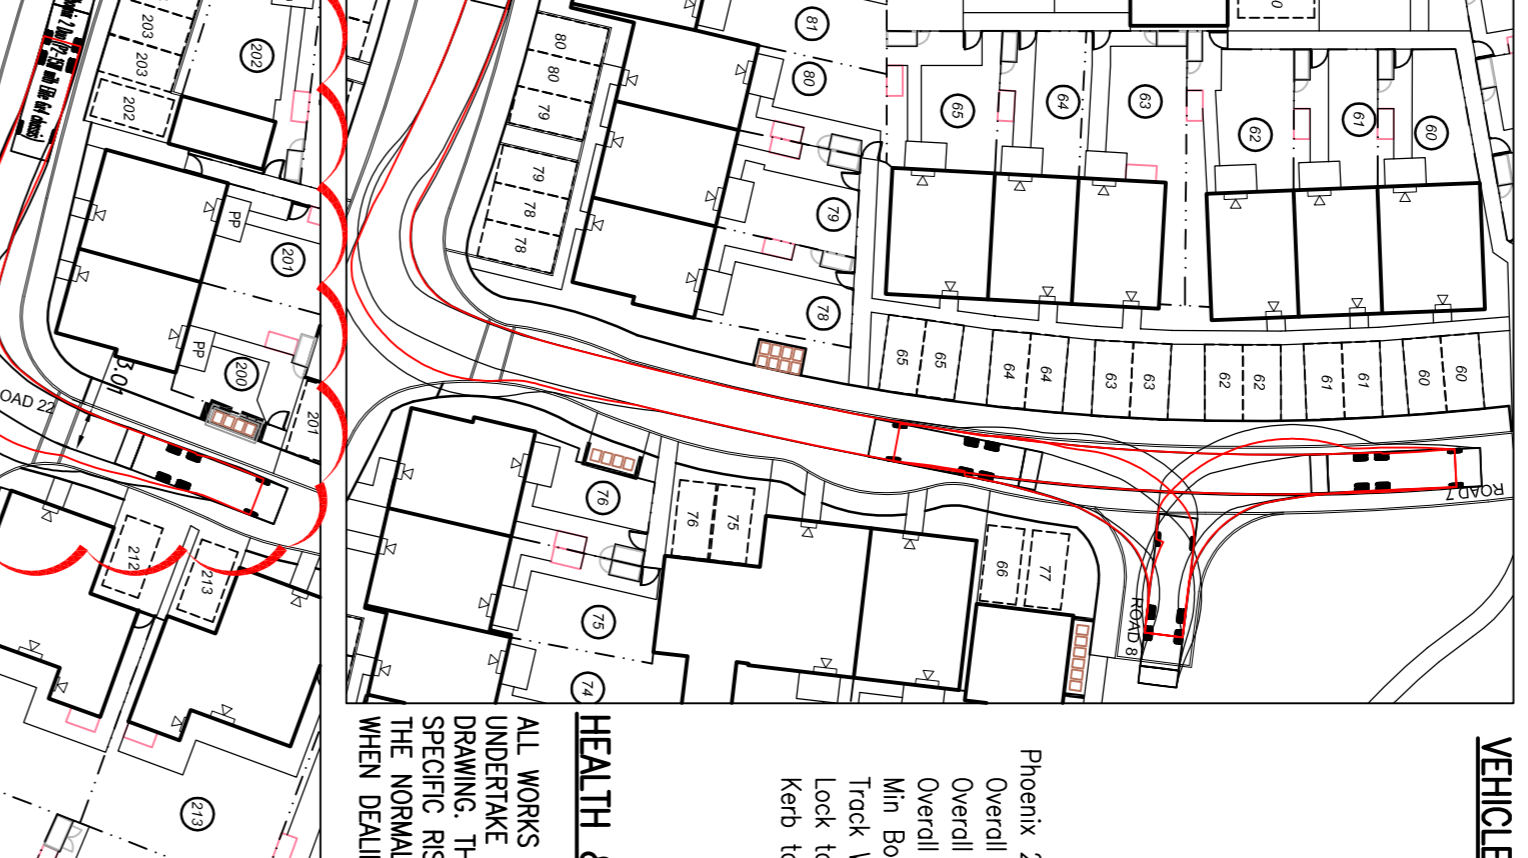 203
203
202
202
PP
201
PP
200
201
3.01
OAD 22
212
213
213
80
80
79
79
78
78
81
80
79
78
65
64
63
62
61
60
65
65
64
64
63
63
62
62
61
61
60
60
76
76
75
75
74
66
77
ROAD 7
ROAD 8
VEHICLE
Phoenix 2
Overall
Overall
Overall
Min Bo
Track
Lock to
Kerb to
HEALTH &
ALL WORKS
UNDERTAKE
DRAWING. TH
SPECIFIC RIS
THE NORMAL
WHEN DEALI